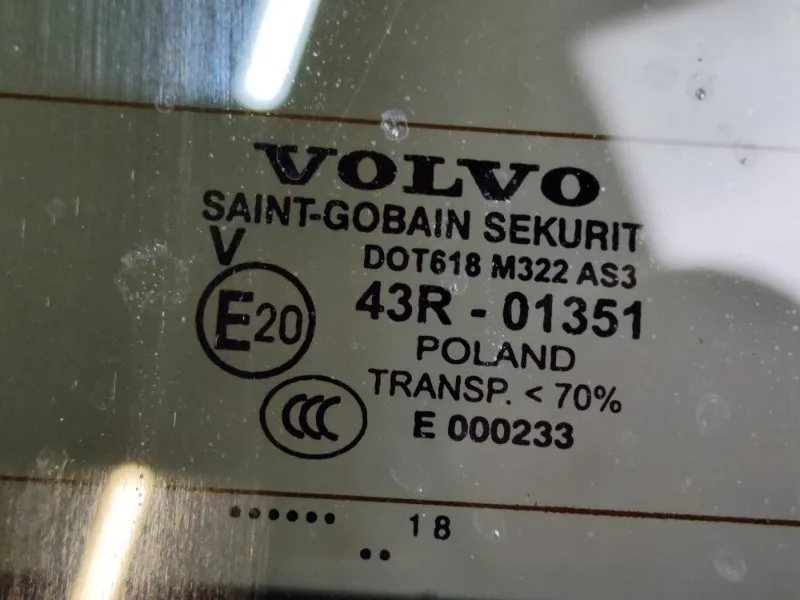 VOLVO
SAINT-GOBAIN SEKURIT
V
DOT618 M322 AS3
E20
43R - 01351
POLAND
TRANSP. < 70%
CCC
E 000233
...... 18
..